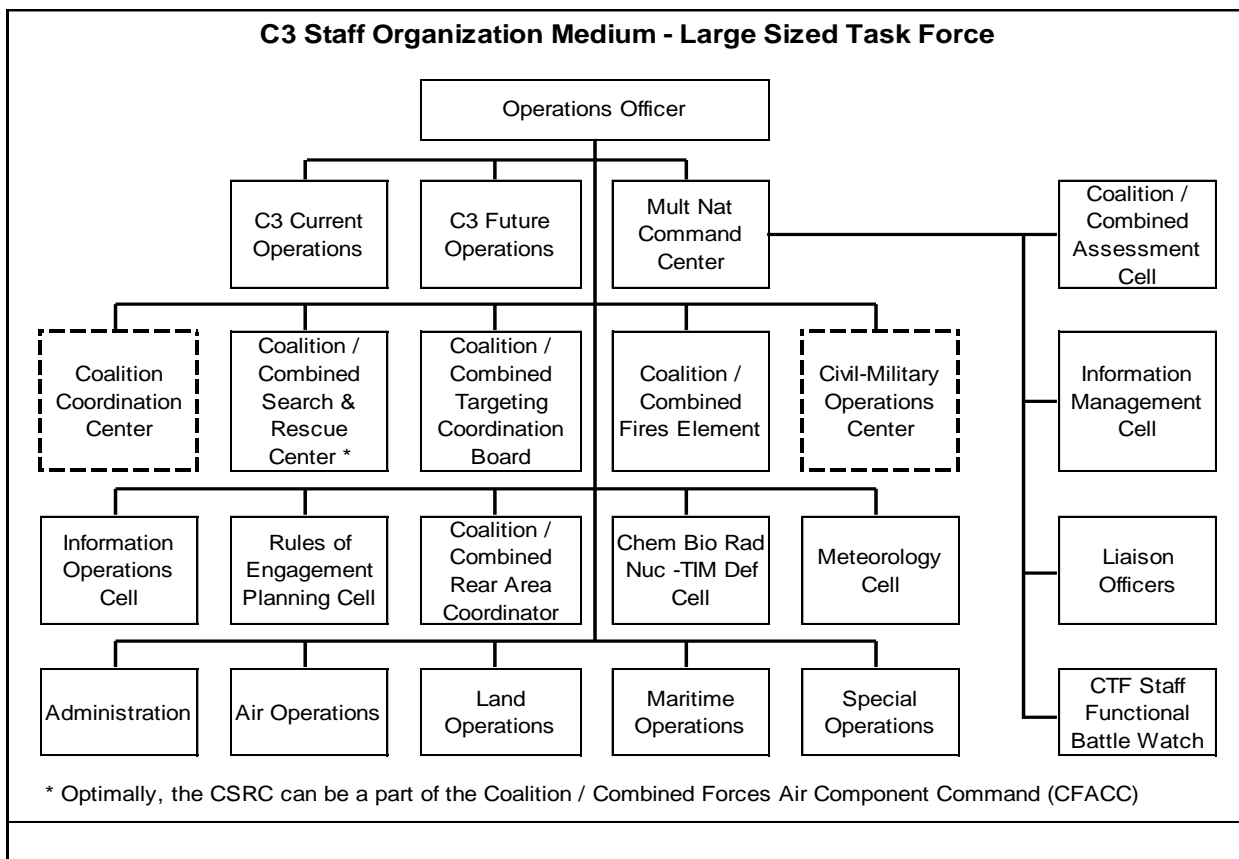 C3 Staff Organization Medium - Large Sized Task Force
Operations Officer
C3 Current
Operations
C3 Future
Operations
Mult Nat
Command
Center
Coalition /
Combined
Assessment
Cell
Coalition
Coordination
Center
Coalition /
Combined
Search &
Rescue
Center *
Coalition /
Combined
Targeting
Coordination
Board
Coalition /
Combined
Fires Element
Civil-Military
Operations
Center
Information
Management
Cell
Information
Operations
Cell
Rules of
Engagement
Planning Cell
Coalition /
Combined
Rear Area
Coordinator
Chem Bio Rad
Nuc -TIM Def
Cell
Meteorology
Cell
Liaison
Officers
Administration
Air Operations
Land
Operations
Maritime
Operations
Special
Operations
CTF Staff
Functional
Battle Watch
* Optimally, the CSRC can be a part of the Coalition / Combined Forces Air Component Command (CFACC)